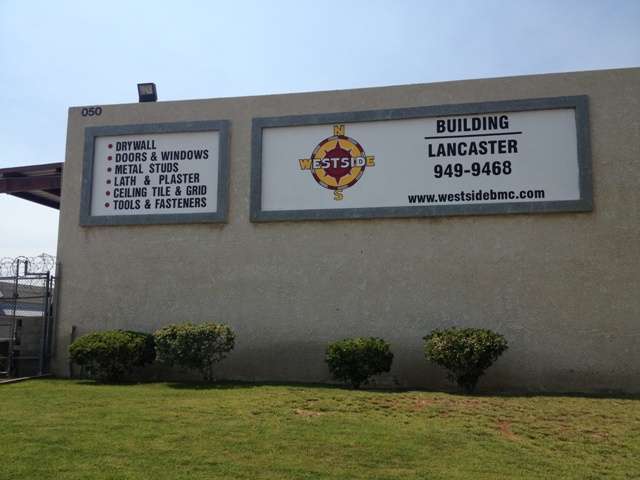 050
• DRYWALL
• DOORS & WINDOWS
• METAL STUDS
• LATH & PLASTER
• CEILING TILE & GRID
• TOOLS & FASTENERS
N
WESTSIDE
S
BUILDING
LANCASTER
949-9468
www.westsidebmc.com